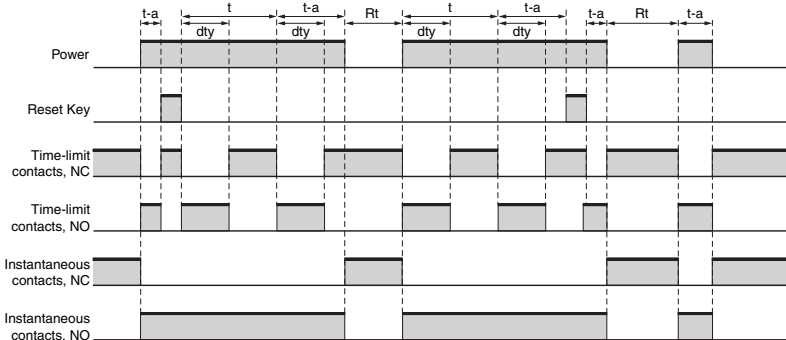 t-a t t-a Rt t t-a t-a Rt t-a
dty dty dty dty
Power
Reset Key
Time-limit
contacts, NC
Time-limit
contacts, NO
Instantaneous
contacts, NC
Instantaneous
contacts, NO